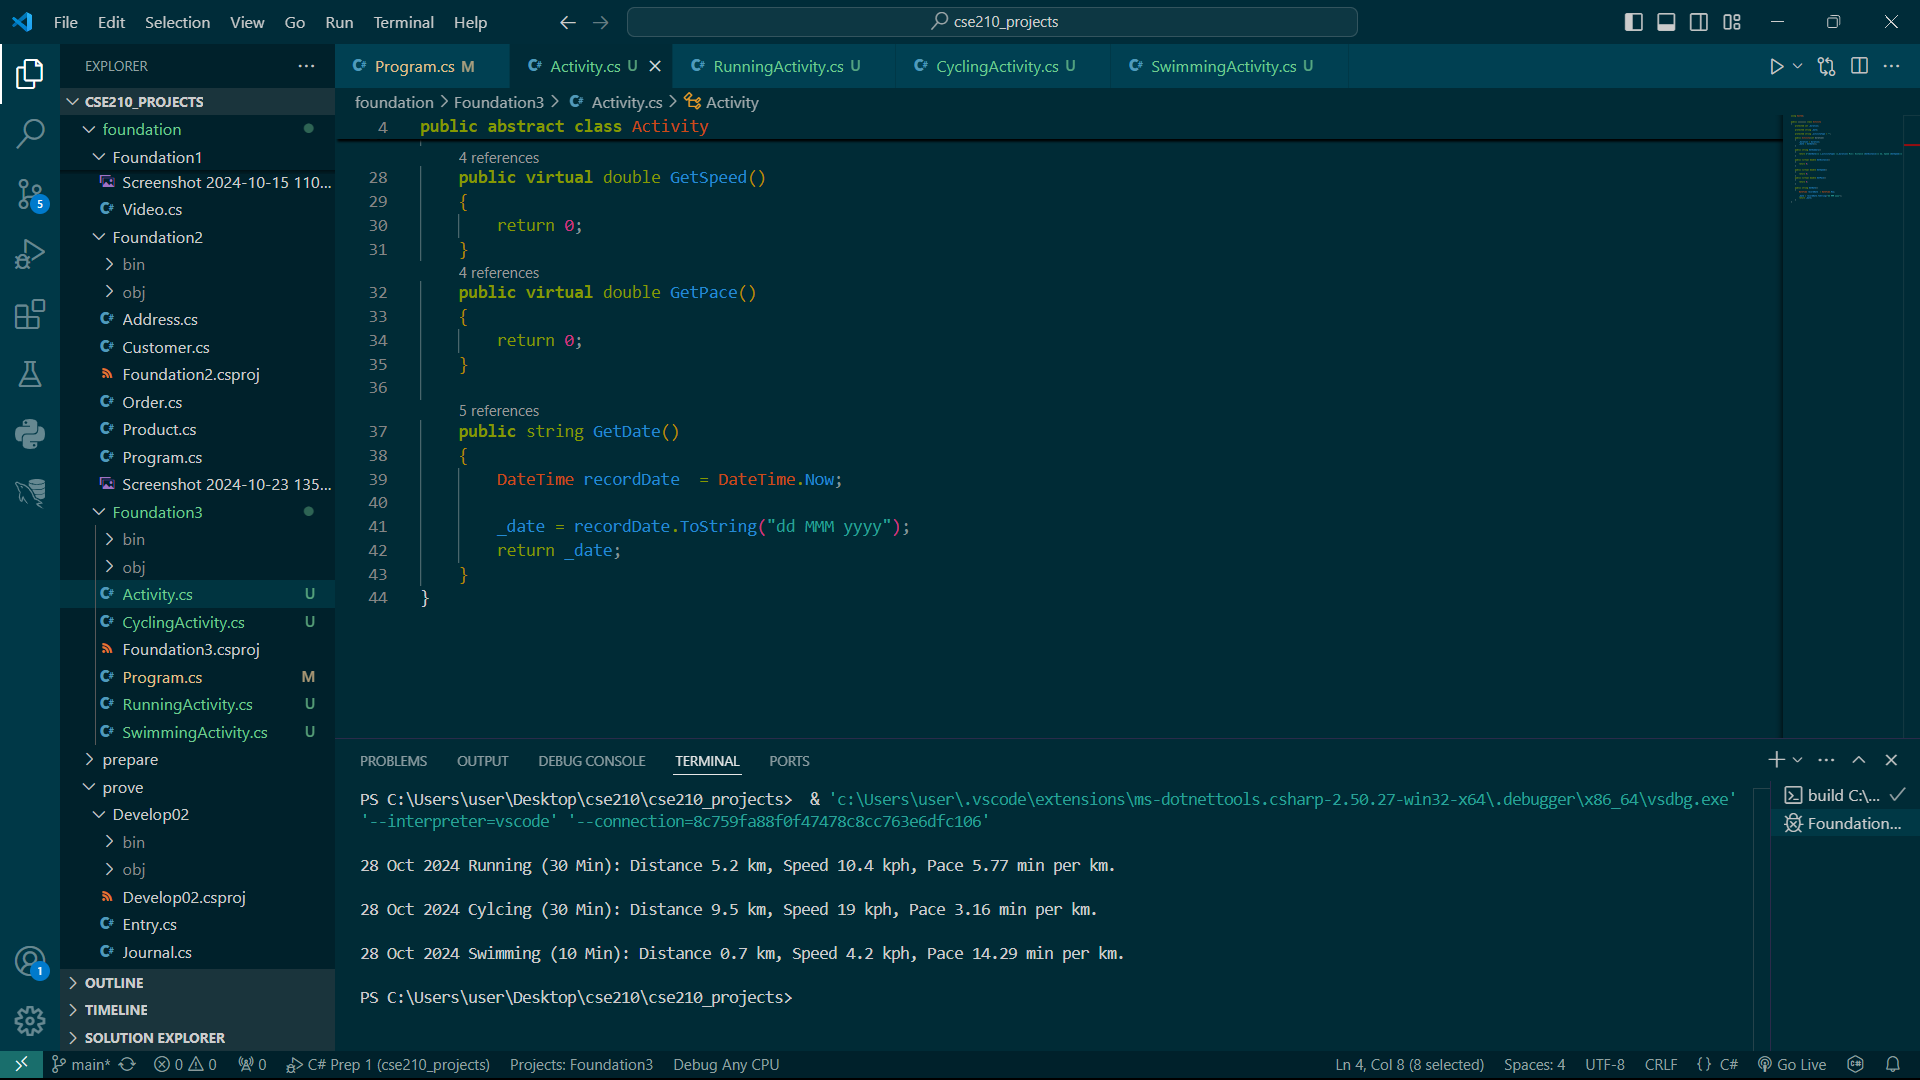 File Edit Selection View Go Run Terminal Help
cse210_projects
EXPLORER
CSE210_PROJECTS
foundation
Foundation1
Screenshot 2024-10-15 110...
Video.cs
Foundation2
bin
obj
Address.cs
Customer.cs
Foundation2.csproj
Order.cs
Product.cs
Program.cs
Screenshot 2024-10-23 135...
Foundation3
bin
obj
Activity.cs U
CyclingActivity.cs U
Foundation3.csproj
Program.cs M
RunningActivity.cs U
SwimmingActivity.cs U
prepare
prove
Develop02
bin
obj
Develop02.csproj
Entry.cs
Journal.cs
OUTLINE
TIMELINE
SOLUTION EXPLORER
5
1
Program.cs M Activity.cs U RunningActivity.cs U CyclingActivity.cs U SwimmingActivity.cs U
foundation > Foundation3 > Activity.cs > Activity
4 public abstract class Activity
4 references
28 public virtual double GetSpeed()
29 {
30 return 0;
31 }
4 references
32 public virtual double GetPace()
33 {
34 return 0;
35 }
36
5 references
37 public string GetDate()
38 {
39 DateTime recordDate  = DateTime.Now;
40
41 _date = recordDate.ToString("dd MMM yyyy");
42 return _date;
43 }
44 }
PROBLEMS OUTPUT DEBUG CONSOLE TERMINAL PORTS
PS C:\Users\user\Desktop\cse210\cse210_projects>  & 'c:\Users\user\.vscode\extensions\ms-dotnettools.csharp-2.50.27-win32-x64\.debugger\x86_64\vsdbg.exe'
'--interpreter=vscode' '--connection=8c759fa88f0f47478c8cc763e6dfc106'
28 Oct 2024 Running (30 Min): Distance 5.2 km, Speed 10.4 kph, Pace 5.77 min per km.
28 Oct 2024 Cylcing (30 Min): Distance 9.5 km, Speed 19 kph, Pace 3.16 min per km.
28 Oct 2024 Swimming (10 Min): Distance 0.7 km, Speed 4.2 kph, Pace 14.29 min per km.
PS C:\Users\user\Desktop\cse210\cse210_projects>
build C:\...
Foundation...
main* 0 0 0 C# Prep 1 (cse210_projects) Projects: Foundation3 Debug Any CPU Ln 4, Col 8 (8 selected) Spaces: 4 UTF-8 CRLF {} C# Go Live